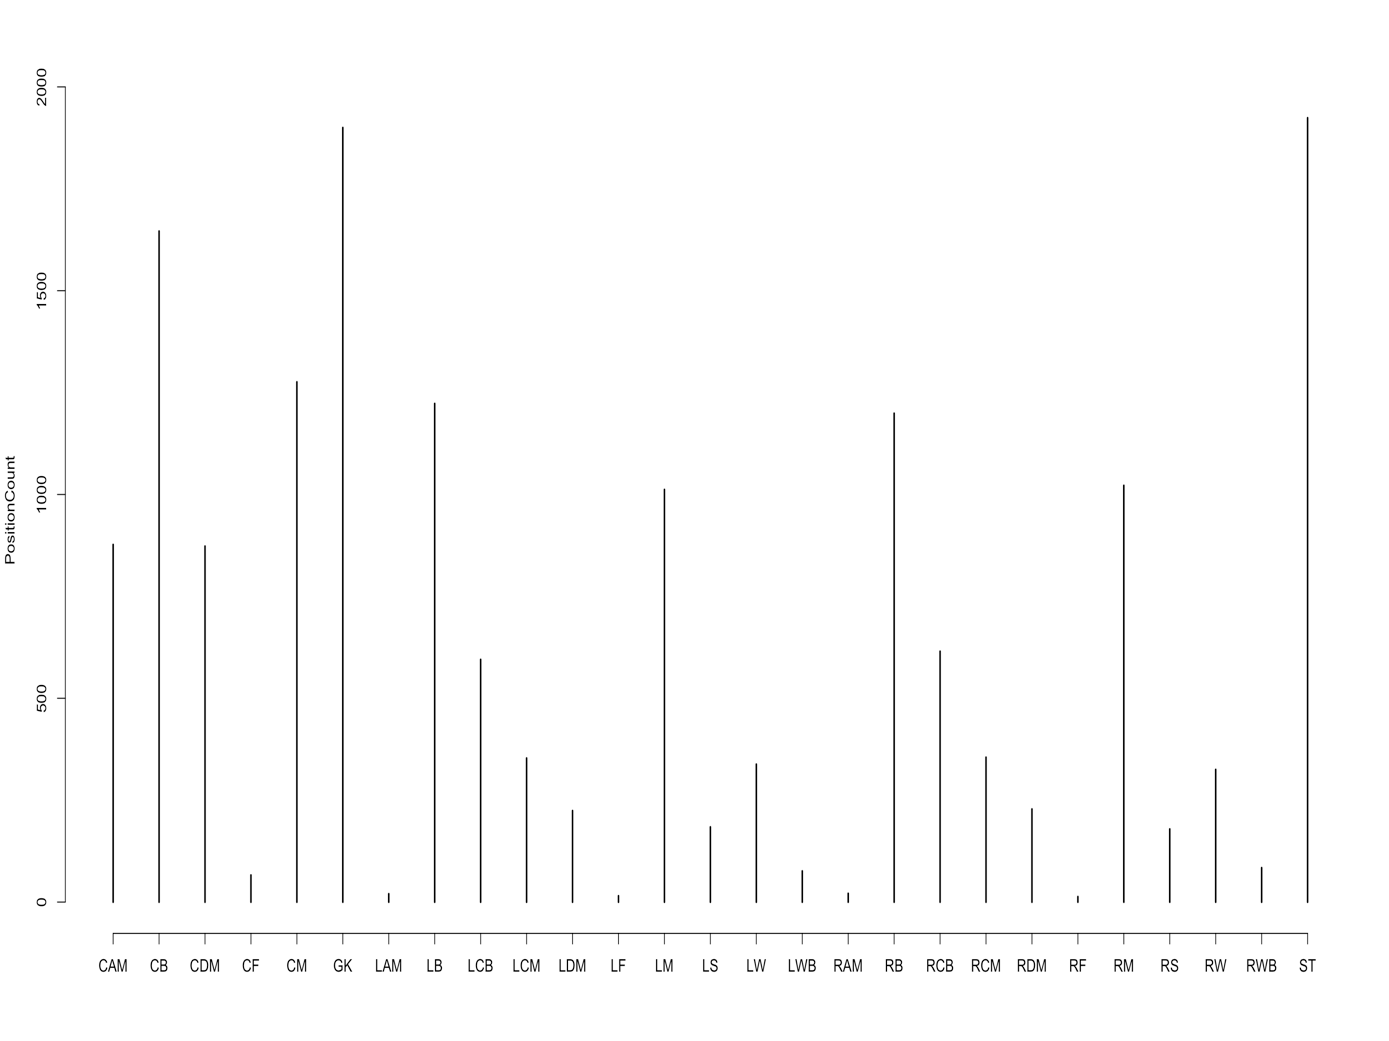 PositionCount
2000
1500
1000
500
0
CAM CB CDM CF CM GK LAM LB LCB LCM LDM LF LM LS LW LWB RAM RB RCB RCM RDM RF RM RS RW RWB ST